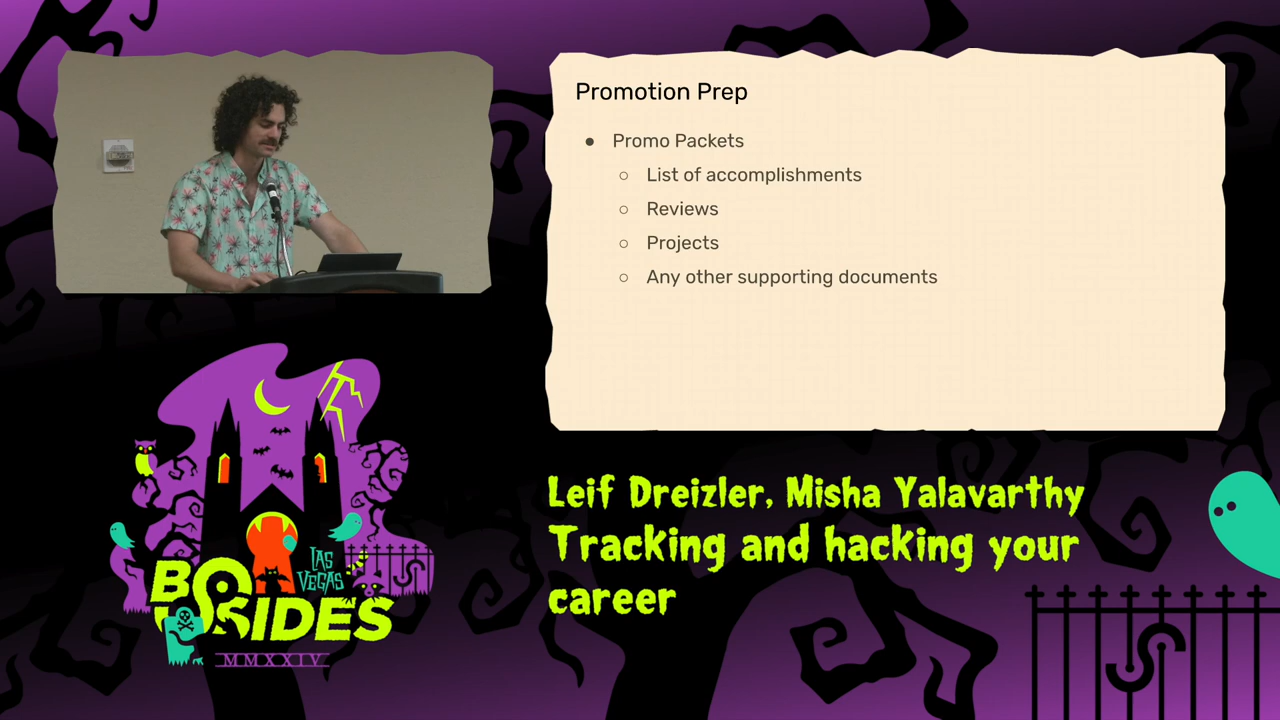 Promotion Prep
● Promo Packets
○ List of accomplishments
○ Reviews
○ Projects
○ Any other supporting documents
Leif Dreizler, Misha Yalavarthy
Tracking and hacking your
career
LAS
VEGAS
BSIDES
MMXXIV